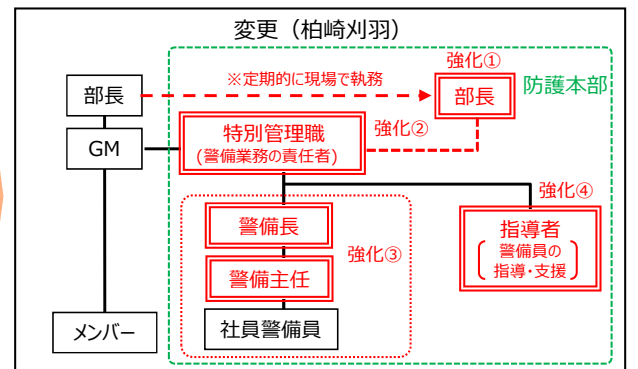 変更（柏崎刈羽）
強化①
※定期的に現場で執務
防護本部
部長
部長
強化②
特別管理職
(警備業務の責任者)
GM
強化④
警備長
指導者
強化③
警備員の
指導・支援
警備主任
メンバー
社員警備員